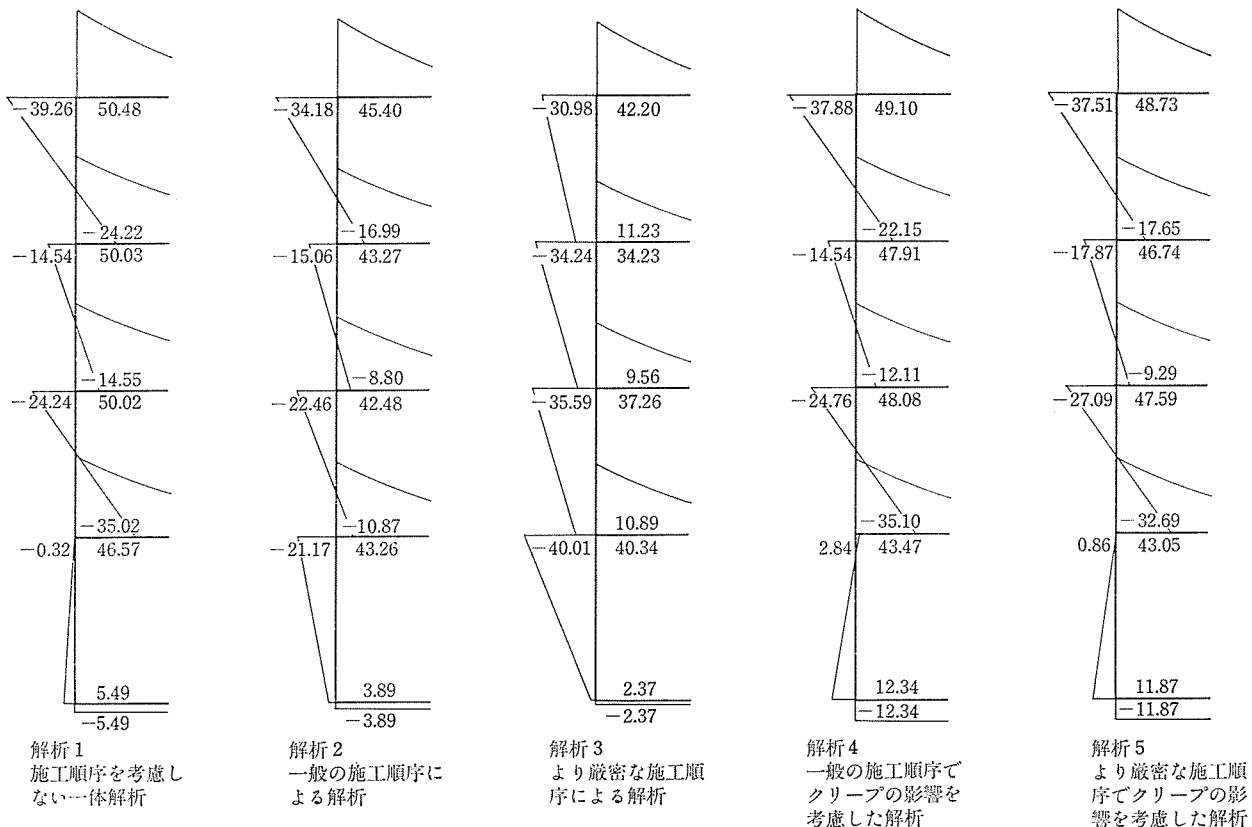 -39.26 50.48
-34.18 45.40
-30.98 42.20
-37.88 49.10
-37.51 48.73
-24.22
-16.99
11.23
-22.15
-17.65
-14.54 50.03
-15.06 43.27
-34.24 34.23
-14.54 47.91
-17.87 46.74
-14.55
-8.80
9.56
-12.11
-9.29
-24.24 50.02
-22.46 42.48
-35.59 37.26
-24.76 48.08
-27.09 47.59
-35.02
-10.87
10.89
-35.10
-32.69
-0.32 46.57
-21.17 43.26
-40.01 40.34
2.84 43.47
0.86 43.05
5.49
3.89
2.37
12.34
11.87
-5.49
-3.89
-2.37
-12.34
-11.87
解析1
施工順序を考慮し
ない一体解析
解析2
一般の施工順序に
よる解析
解析3
より厳密な施工順
序による解析
解析4
一般の施工順序で
クリープの影響を
考慮した解析
解析5
より厳密な施工順
序でクリープの影
響を考慮した解析